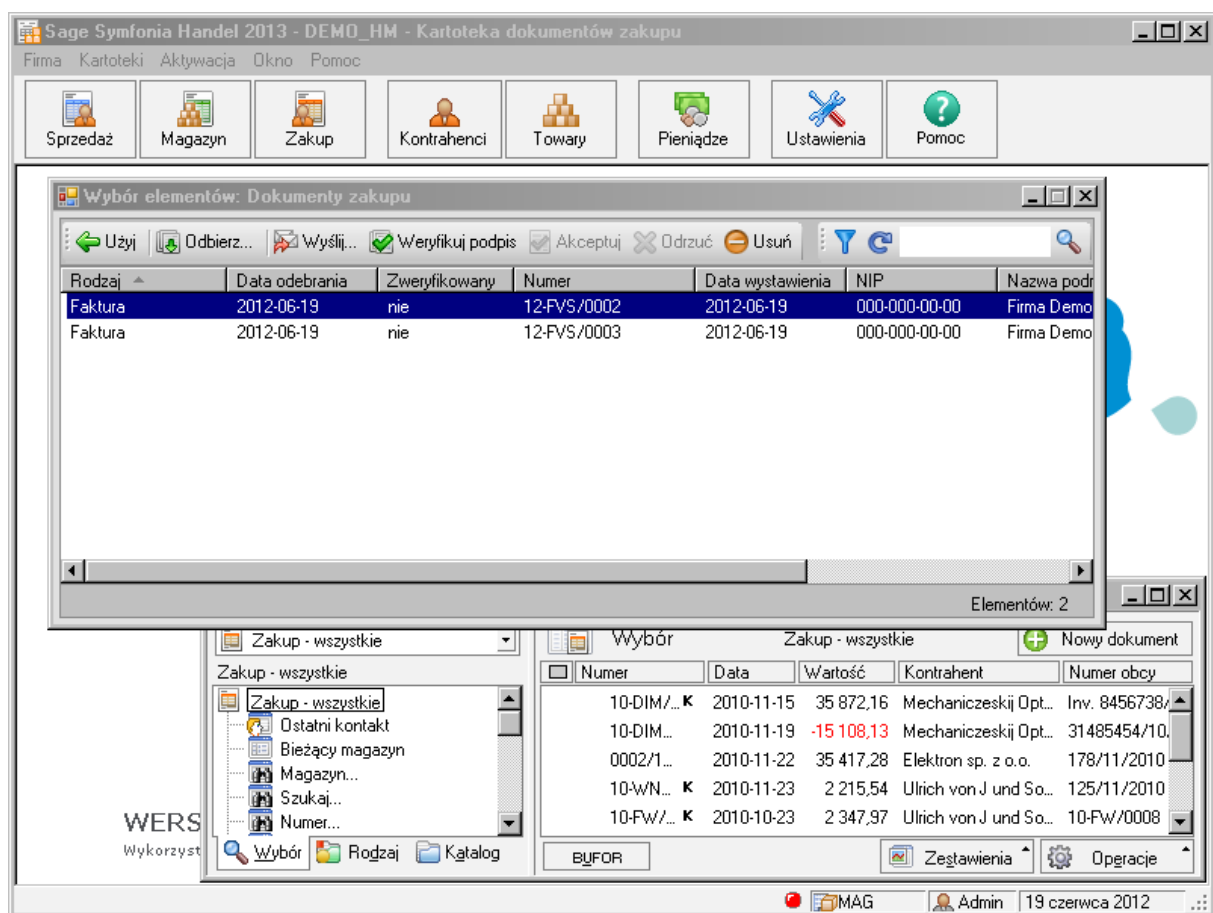 Sage Symfonia Handel 2013 - DEMO_HM - Kartoteka dokumentów zakupu
Firma Kartoteki Aktywacja Okno Pomoc
Sprzedaż Magazyn Zakup Kontrahenci Towary Pieniądze Ustawienia Pomoc
Wybór elementów: Dokumenty zakupu
Użyj Odbierz... Wyślij... Weryfikuj podpis Akceptuj Odrzuć Usuń
Rodzaj Data odebrania Zweryfikowany Numer Data wystawienia NIP Nazwa podr
Faktura 2012-06-19 nie 12-FVS/0002 2012-06-19 000-000-00-00 Firma Demo
Faktura 2012-06-19 nie 12-FVS/0003 2012-06-19 000-000-00-00 Firma Demo
Elementów: 2
Zakup - wszystkie Wybór Zakup - wszystkie Nowy dokument
Zakup - wszystkie
Numer Data Wartość Kontrahent Numer obcy
Zakup - wszystkie
Ostatni kontakt
Bieżący magazyn
Magazyn...
Szukaj...
Numer...
10-DIM/... K 2010-11-15 35 872,16 Mechaniczeskij Opt... Inv. 8456738/
10-DIM... 2010-11-19 -15 108,13 Mechaniczeskij Opt... 31485454/10.
0002/1... 2010-11-22 35 417,28 Elektron sp. z o.o. 178/11/2010
10-WN... K 2010-11-23 2 215,54 Ulrich von J und So... 125/11/2010
10-FW/... K 2010-10-23 2 347,97 Ulrich von J und So... 10-FW/0008
WERS
Wykorzyst
Wybór Rodzaj Katalog
BUFOR Zestawienia Operacje
MAG Admin 19 czerwca 2012